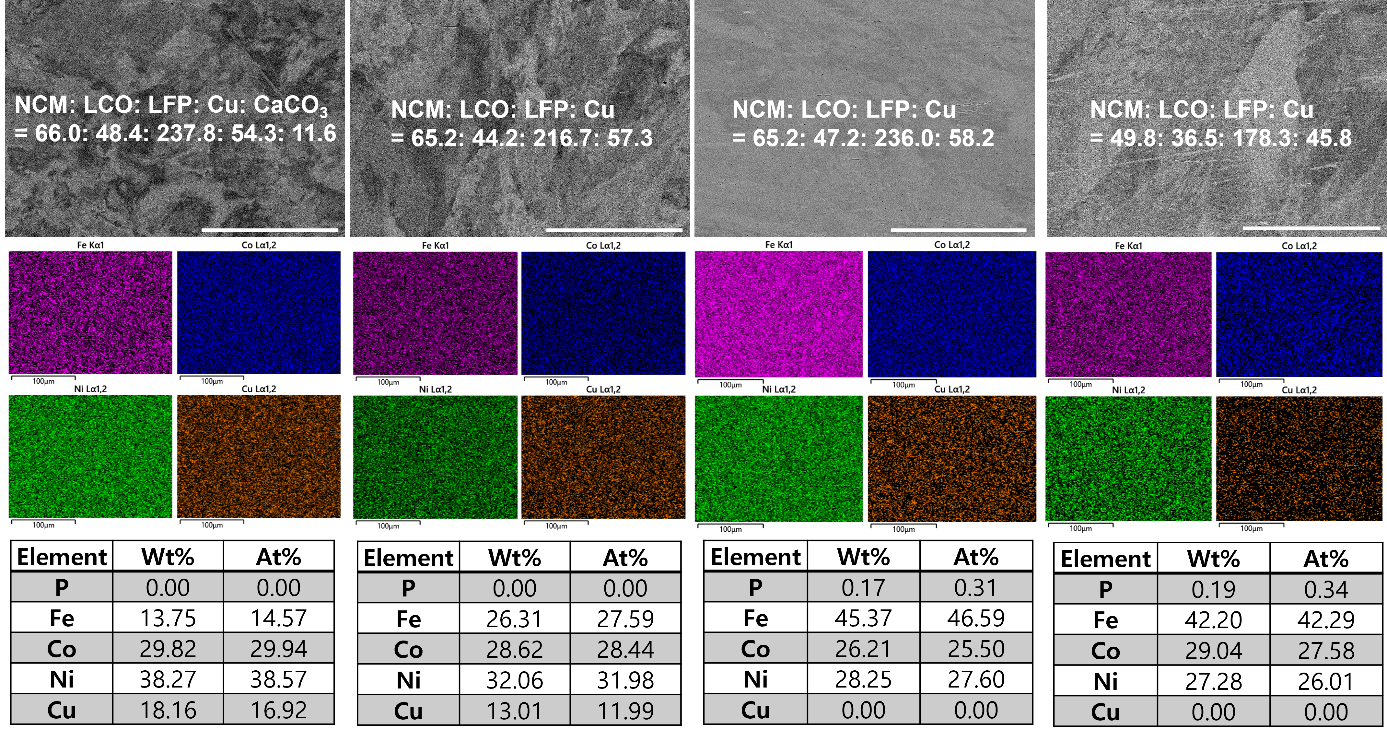 NCM: LCO: LFP: Cu: CaCO3
= 66.0: 48.4: 237.8: 54.3: 11.6
NCM: LCO: LFP: Cu
= 65.2: 44.2: 216.7: 57.3
NCM: LCO: LFP: Cu
= 65.2: 47.2: 236.0: 58.2
NCM: LCO: LFP: Cu
= 49.8: 36.5: 178.3: 45.8
Fe Kα1 Co Lα1,2 Fe Kα1 Co Lα1,2 Fe Kα1 Co Lα1,2 Fe Kα1 Co Lα1,2
100μm 100μm 100μm 100μm 100μm 100μm 100μm 100μm
Ni Lα1,2 Cu Lα1,2 Ni Lα1,2 Cu Lα1,2 Ni Lα1,2 Cu Lα1,2 Ni Lα1,2 Cu Lα1,2
100μm 100μm 100μm 100μm 100μm 100μm 100μm 100μm
Element Wt% At%
P 0.00 0.00
Fe 13.75 14.57
Co 29.82 29.94
Ni 38.27 38.57
Cu 18.16 16.92
Element Wt% At%
P 0.00 0.00
Fe 26.31 27.59
Co 28.62 28.44
Ni 32.06 31.98
Cu 13.01 11.99
Element Wt% At%
P 0.17 0.31
Fe 45.37 46.59
Co 26.21 25.50
Ni 28.25 27.60
Cu 0.00 0.00
Element Wt% At%
P 0.19 0.34
Fe 42.20 42.29
Co 29.04 27.58
Ni 27.28 26.01
Cu 0.00 0.00